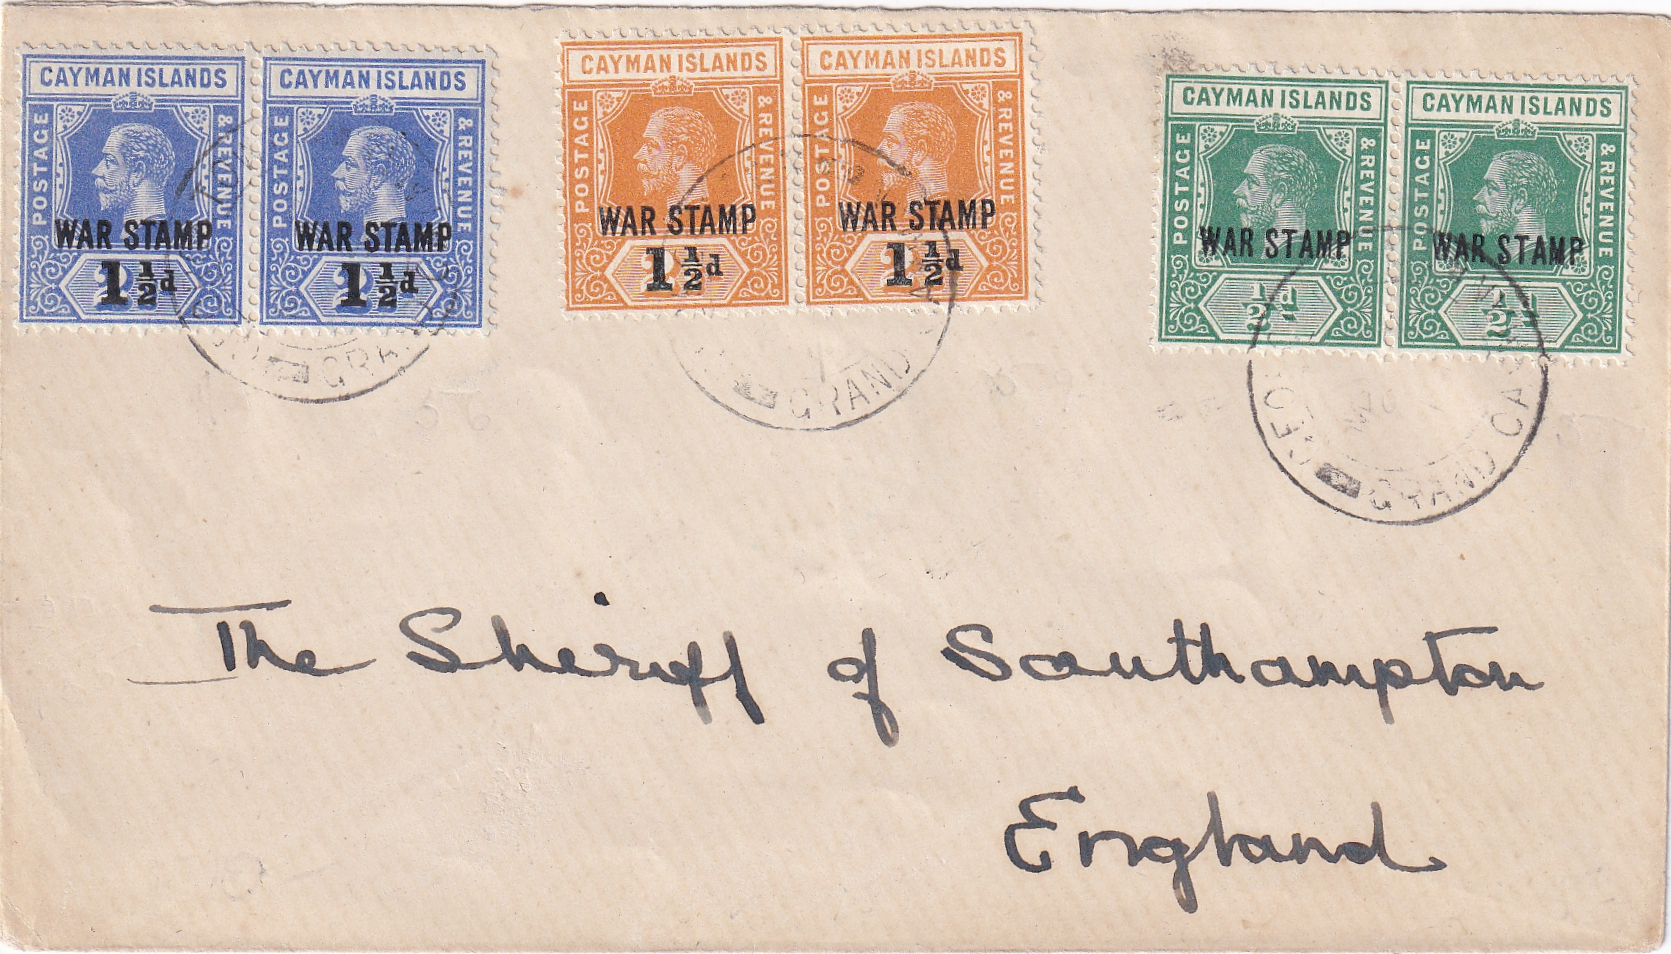 CAYMAN ISLANDS CAYMAN ISLANDS
POSTAGE & REVENUE POSTAGE & REVENUE
WAR STAMP WAR STAMP
1½d 1½d
CAYMAN ISLANDS CAYMAN ISLANDS
POSTAGE & REVENUE POSTAGE & REVENUE
WAR STAMP WAR STAMP
1½d 1½d
CAYMAN ISLANDS CAYMAN ISLANDS
POSTAGE & REVENUE POSTAGE & REVENUE
WAR STAMP WAR STAMP
½d ½d
GRAND
GRAND
The Sheriff of Southampton
England